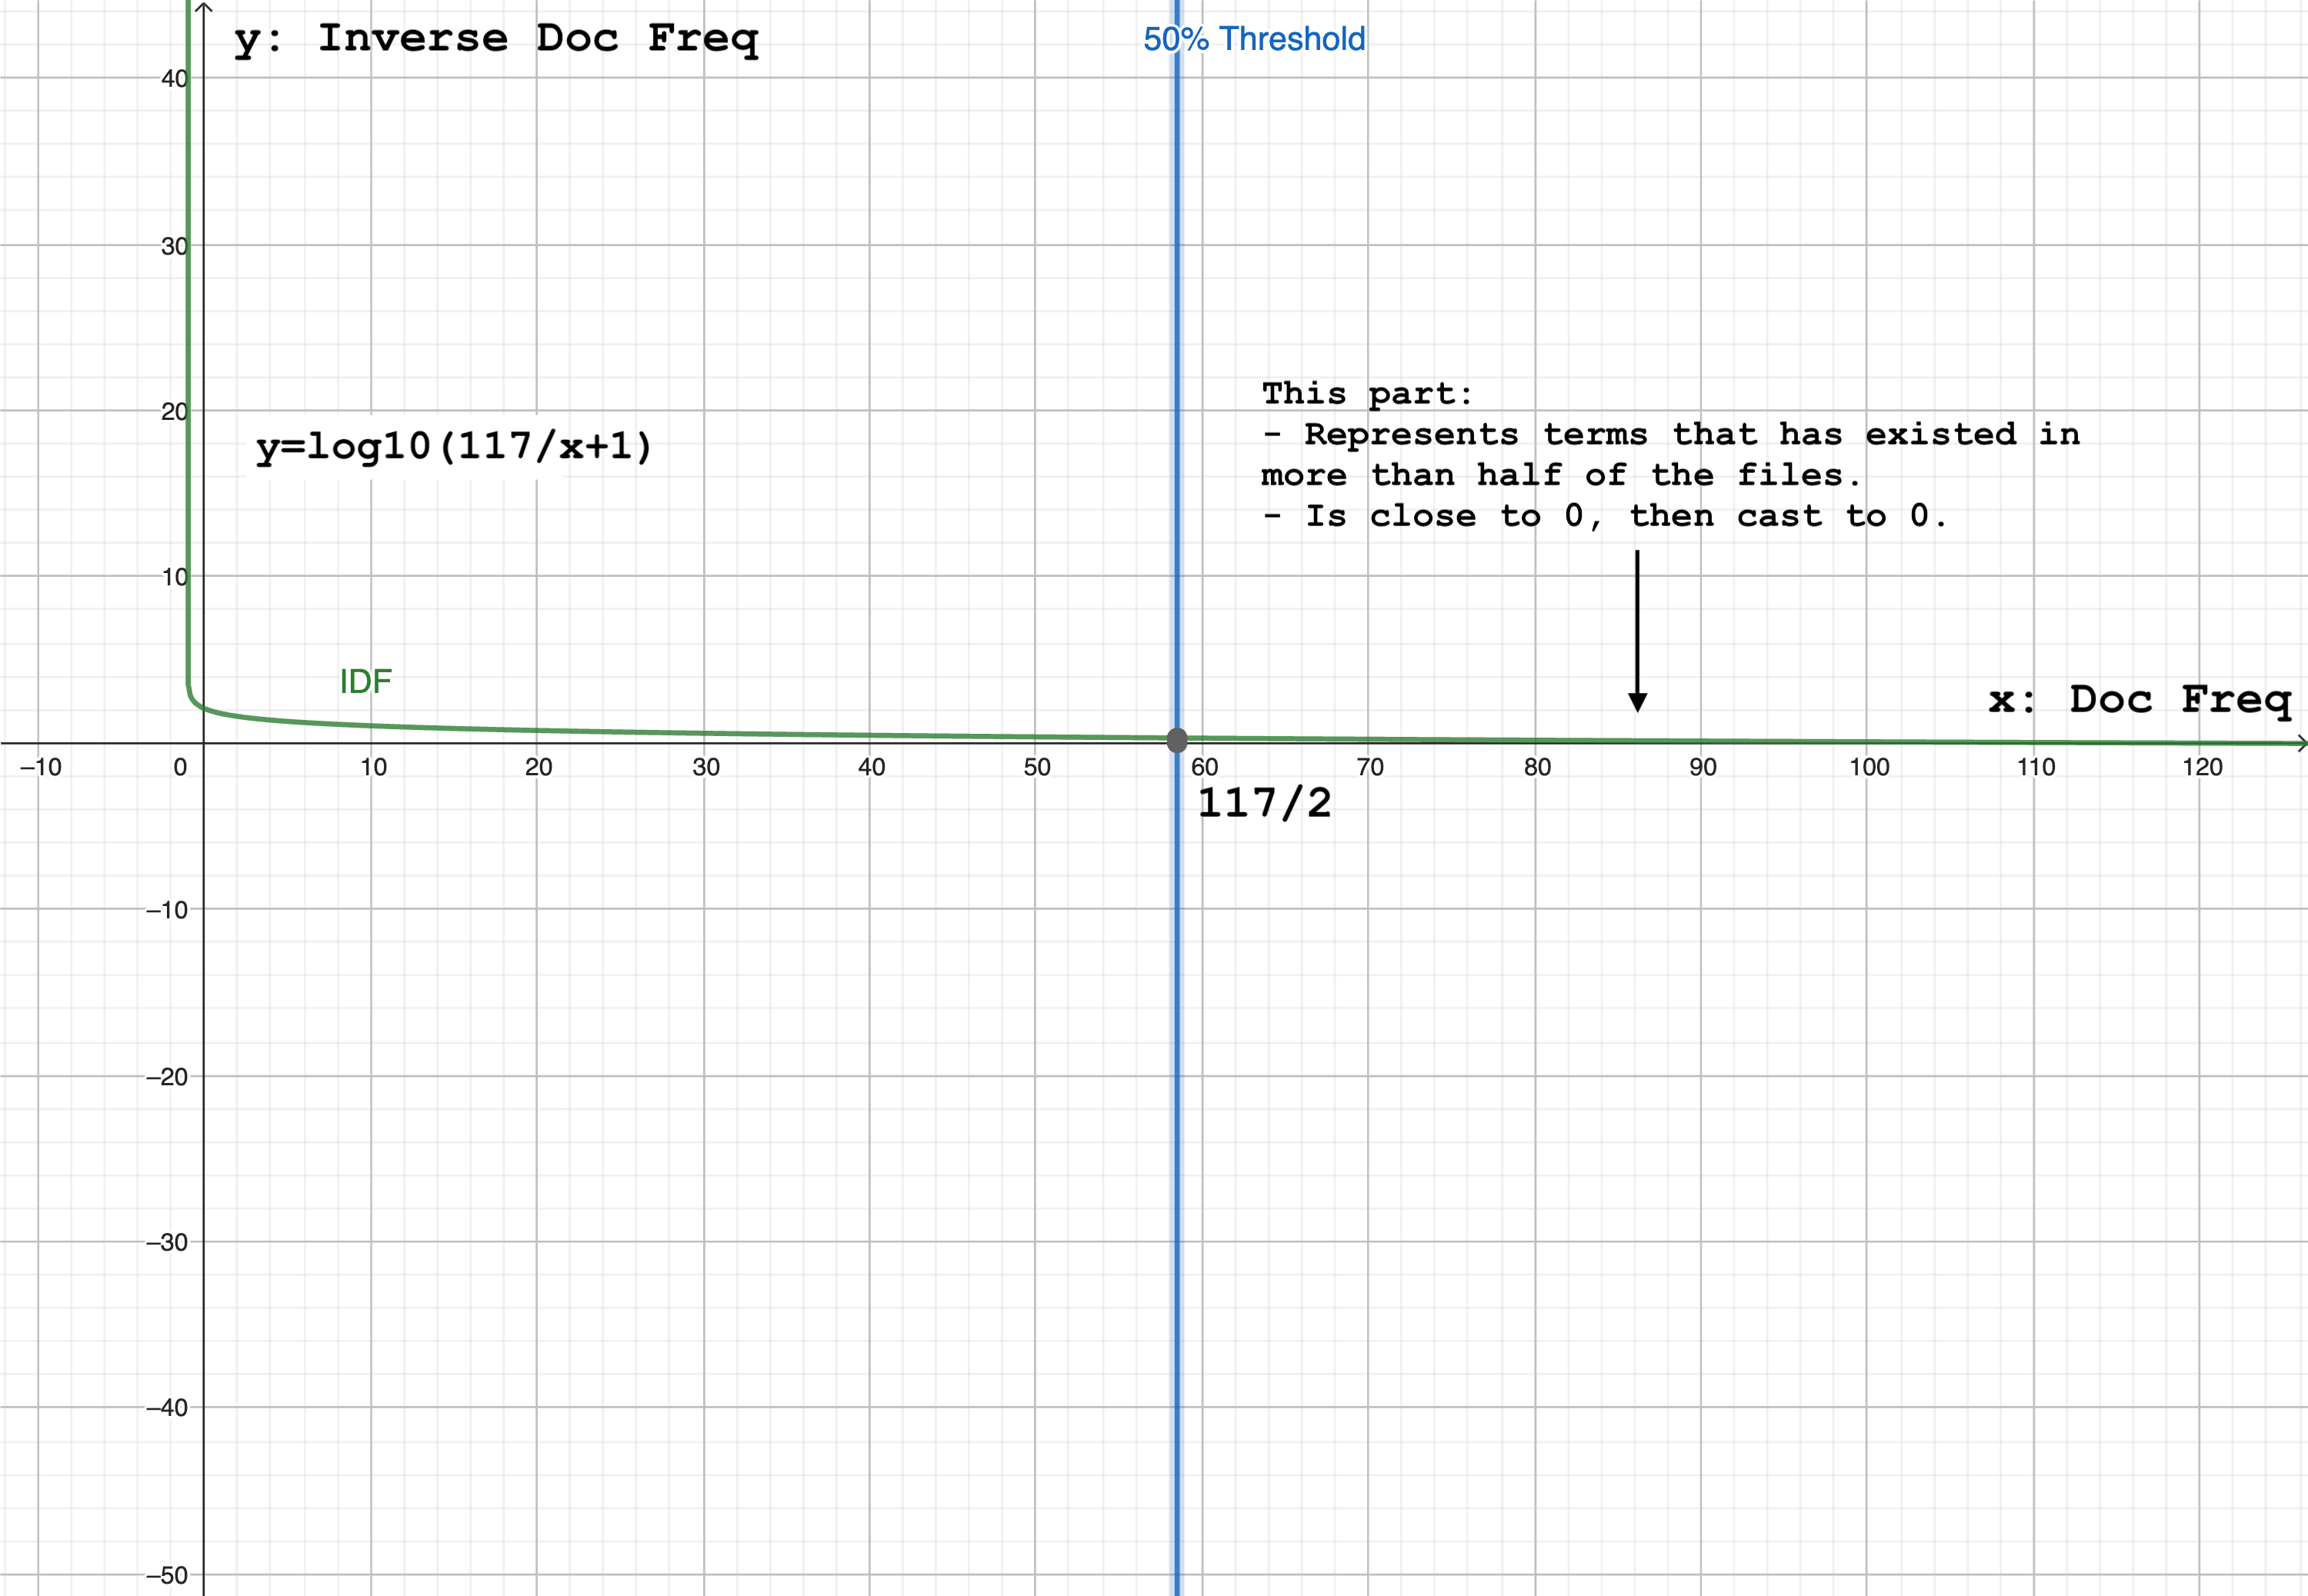 y: Inverse Doc Freq
50% Threshold
40
30
This part:
20
- Represents terms that has existed in
y=log10(117/x+1)
more than half of the files.
- Is close to 0, then cast to 0.
10
IDF
x: Doc Freq
−10 0 10 20 30 40 50 60 70 80 90 100 110 120
117/2
−10
−20
−30
−40
−50